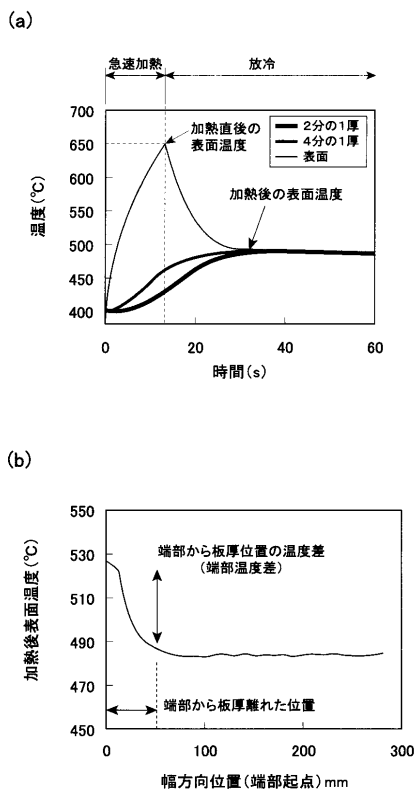 (a)
急速加熱
放冷
700
650
600
550
500
450
400
温度(℃)
加熱直後の
表面温度
2分の1厚
4分の1厚
表面
加熱後の表面温度
0
20
40
60
時間(s)
(b)
550
530
510
490
470
450
加熱後表面温度(℃)
端部から板厚位置の温度差
(端部温度差)
端部から板厚離れた位置
0
100
200
300
幅方向位置(端部起点)mm